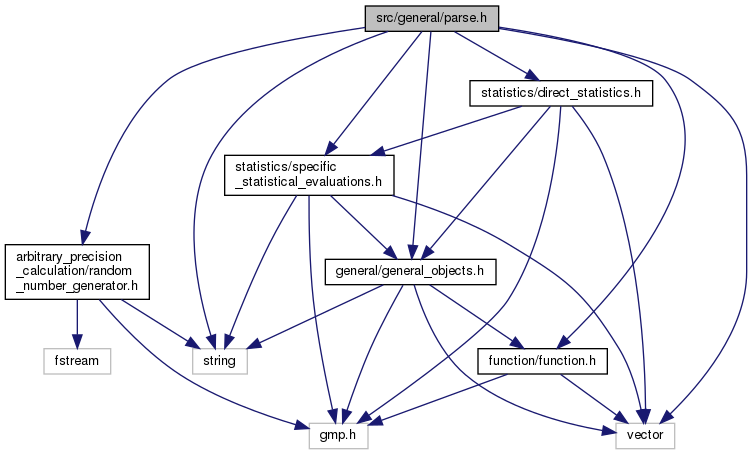 src/general/parse.h
statistics/direct_statistics.h
statistics/specific
_statistical_evaluations.h
arbitrary_precision
_calculation/random
_number_generator.h
general/general_objects.h
fstream
string
function/function.h
gmp.h
vector